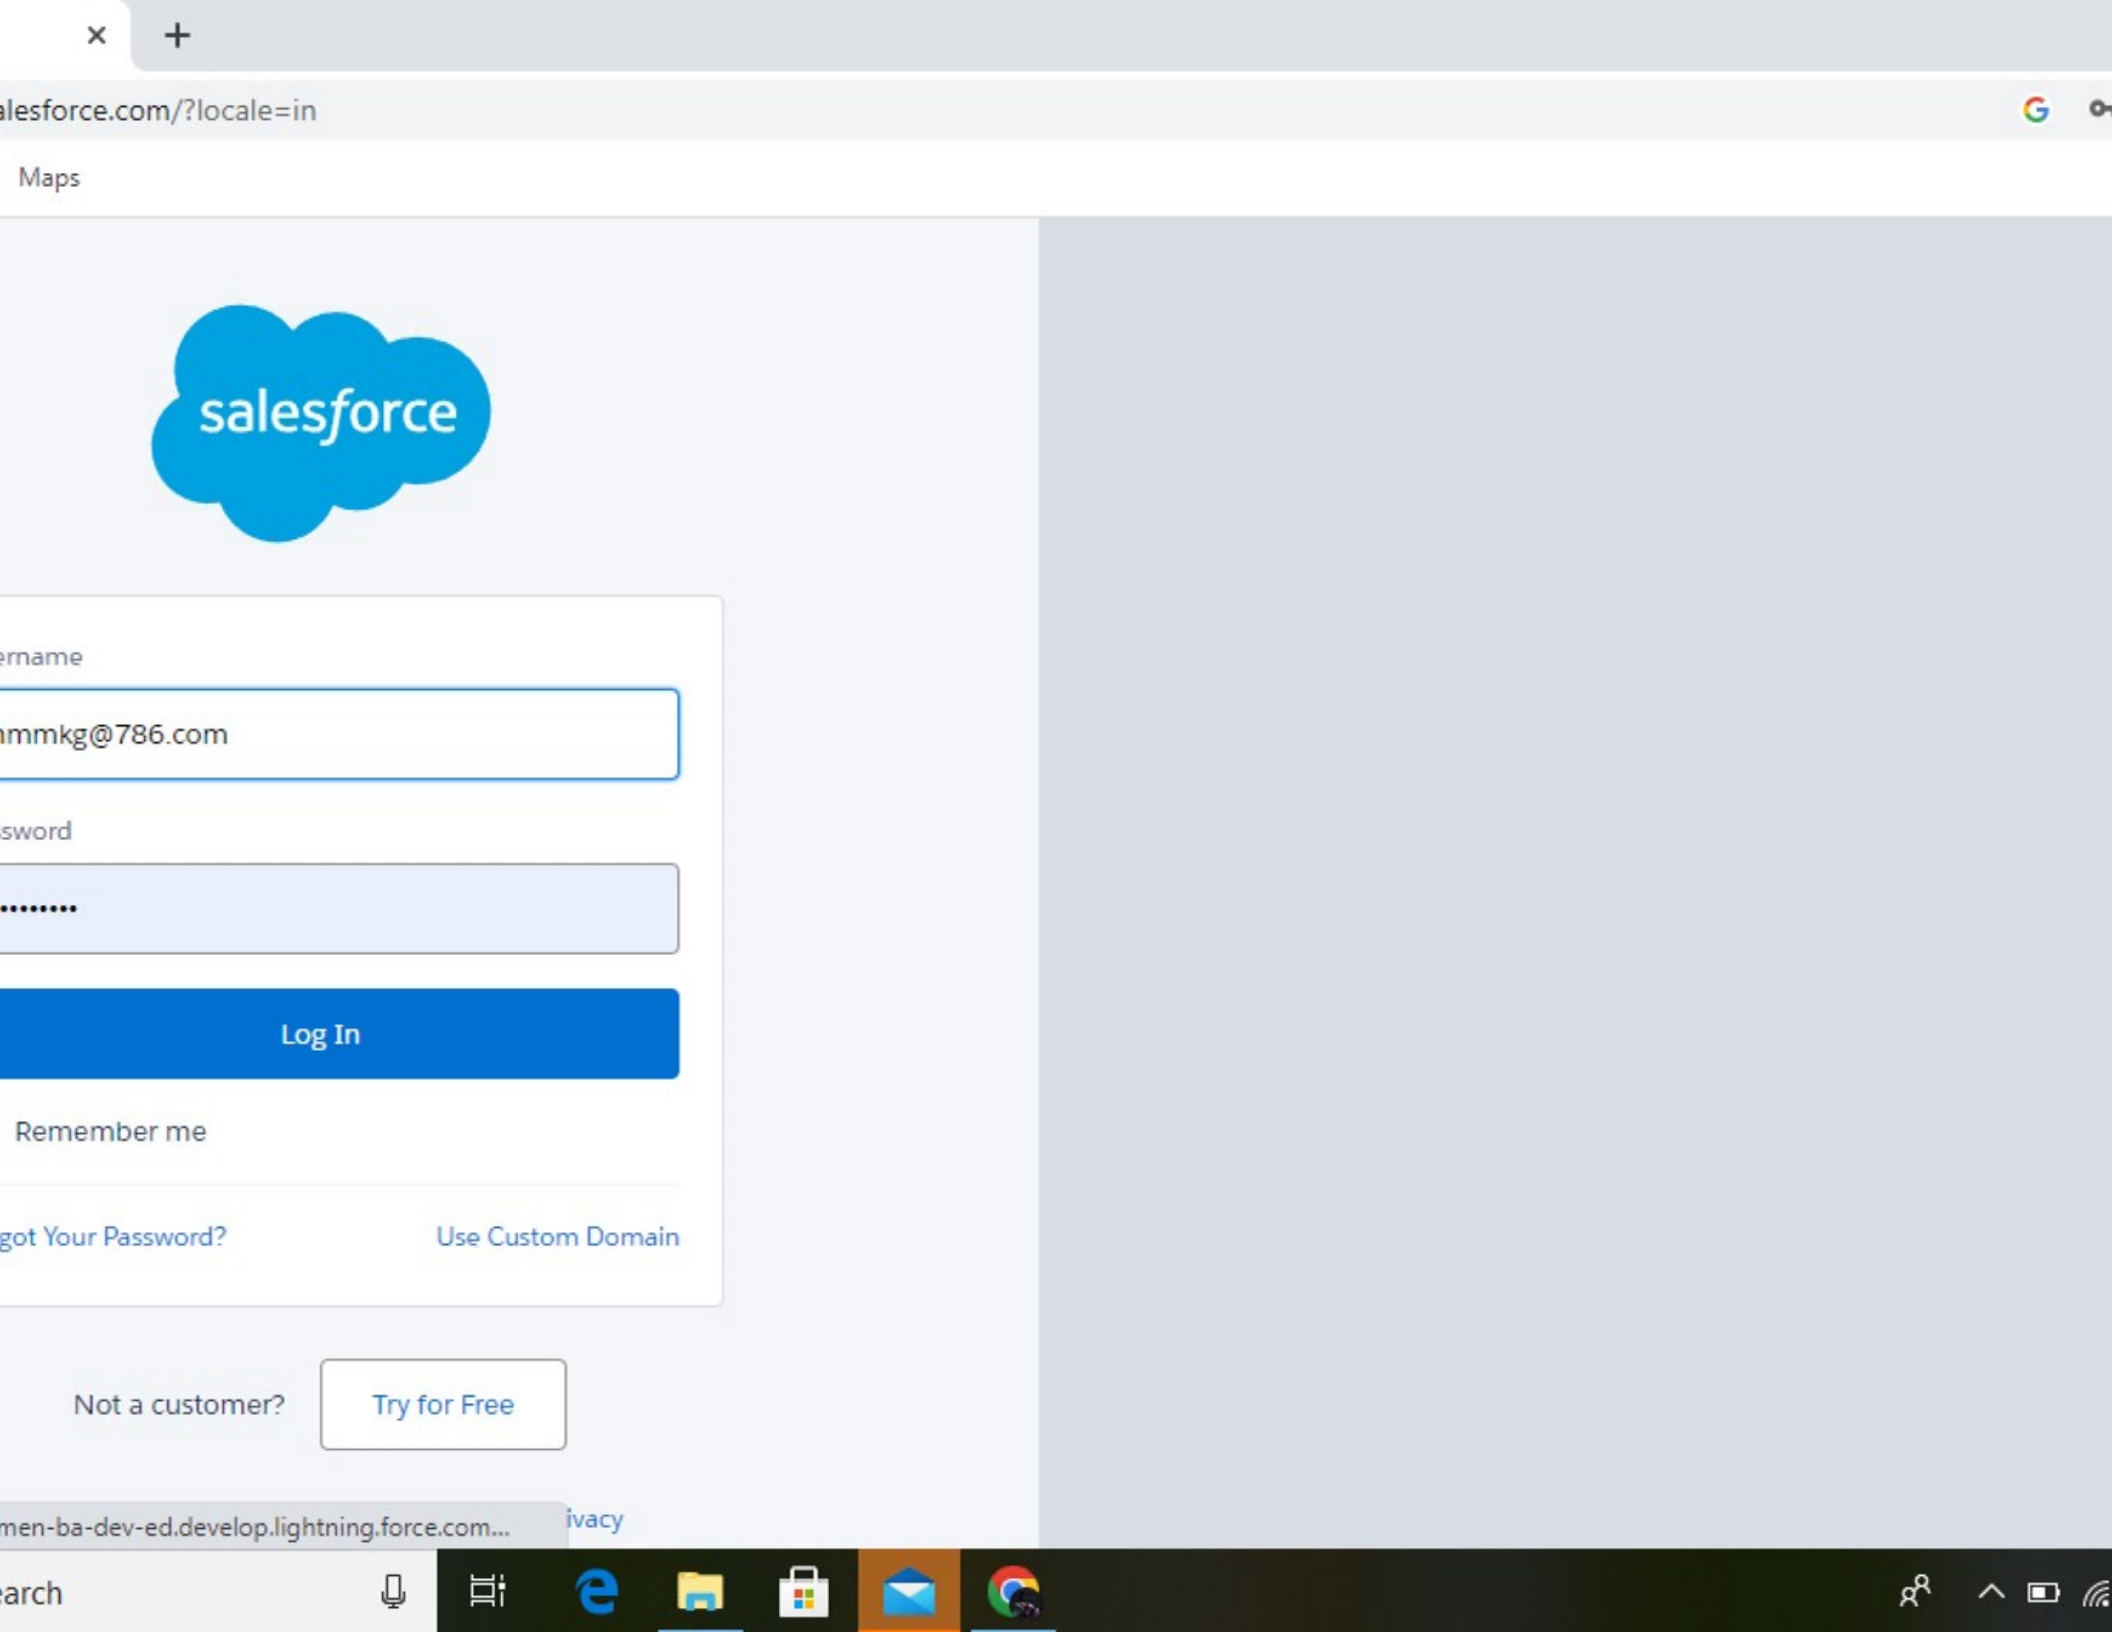 alesforce.com/?locale=in
Maps
salesforce
ername
mmkg@786.com
sword
Log In
Remember me
got Your Password?
Use Custom Domain
Not a customer?
Try for Free
men-ba-dev-ed.develop.lightning.force.com...
ivacy
earch